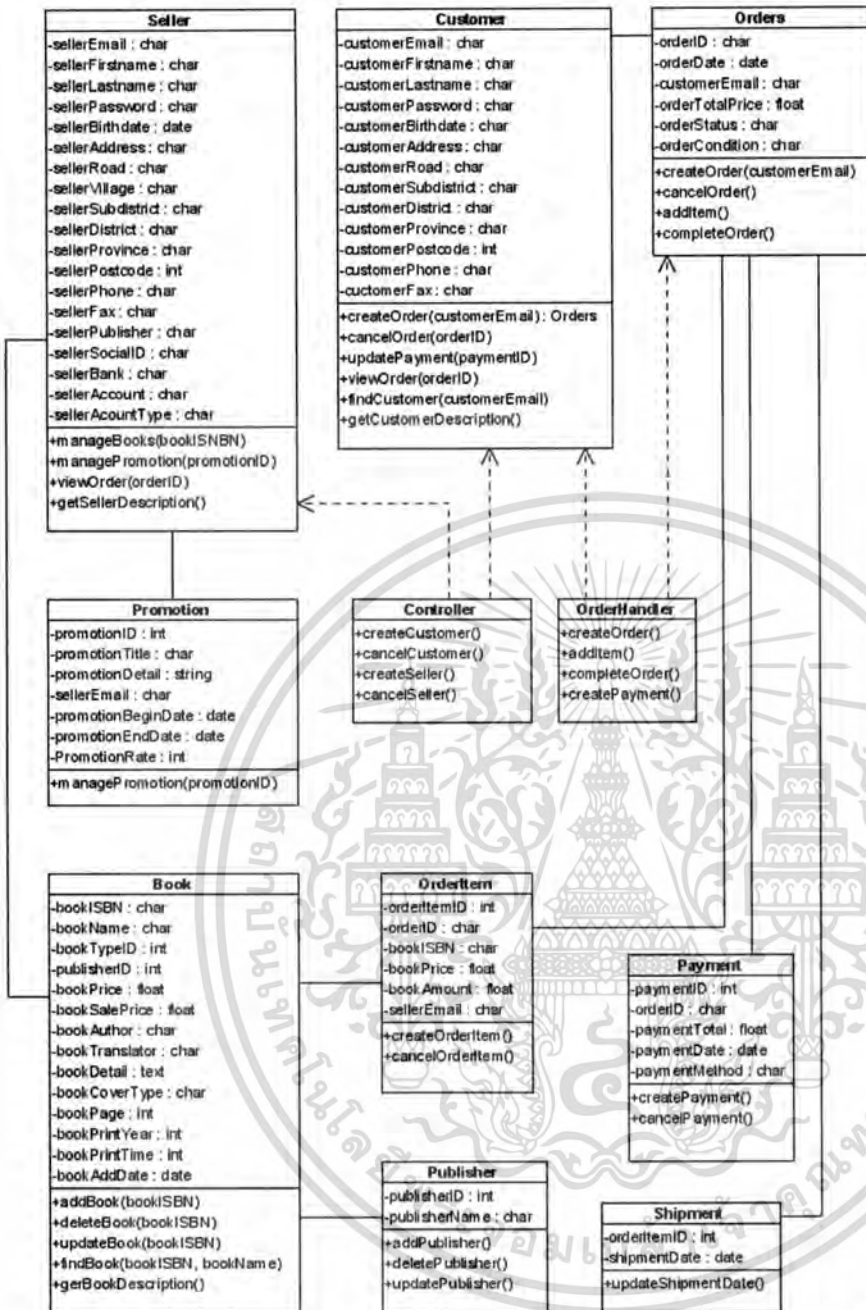 Seller
-sellerEmail : char
-sellerFirstname : char
-sellerLastname : char
-sellerPassword : char
-sellerBirthdate : date
-sellerAddress : char
-sellerRoad : char
-sellerVillage : char
-sellerSubdistrict : char
-sellerDistrict : char
-sellerProvince : char
-sellerPostcode : int
-sellerPhone : char
-sellerFax : char
-sellerPublisher : char
-sellerSocialID : char
-sellerBank : char
-sellerAccount : char
-sellerAcountType : char
+manageBooks(bookISNBN)
+managePromotion(promotionID)
+viewOrder(orderID)
+getSellerDescription()
Customer
-customerEmail : char
-customerFirstname : char
-customerLastname : char
-customerPassword : char
-customerBirthdate : char
-customerAddress : char
-customerRoad : char
-customerSubdistrict : char
-customerDistrict : char
-customerProvince : char
-customerPostcode : int
-customerPhone : char
-cuctomerFax : char
+createOrder(customerEmail) : Orders
+cancelOrder(orderID)
+updatePayment(paymentID)
+viewOrder(orderID)
+findCustomer(customerEmail)
+getCustomerDescription()
Orders
-orderID : char
-orderDate : date
-customerEmail : char
-orderTotalPrice : float
-orderStatus : char
-orderCondition : char
+createOrder(customerEmail)
+cancelOrder()
+addItem()
+completeOrder()
Promotion
-promotionID : int
-promotionTitle : char
-promotionDetail : string
-sellerEmail : char
-promotionBeginDate : date
-promotionEndDate : date
-PromotionRate : int
+managePromotion(promotionID)
Controller
+createCustomer()
+cancelCustomer()
+createSeller()
+cancelSeller()
OrderHandler
+createOrder()
+addItem()
+completeOrder()
+createPayment()
Book
-bookISBN : char
-bookName : char
-bookTypeID : int
-publisherID : int
-bookPrice : float
-bookSalePrice : float
-bookAuthor : char
-bookTranslator : char
-bookDetail : text
-bookCoverType : char
-bookPage : int
-bookPrintYear : int
-bookPrintTime : int
-bookAddDate : date
+addBook(bookISBN)
+deleteBook(bookISBN)
+updateBook(bookISBN)
+findBook(bookISBN, bookName)
+gerBookDescription()
OrderItem
-orderItemID : int
-orderID : char
-bookISBN : char
-bookPrice : float
-bookAmount : float
-sellerEmail : char
+createOrderItem()
+cancelOrderItem()
Payment
-paymentID : int
-orderID : char
-paymentTotal : float
-paymentDate : date
-paymentMethod : char
+createPayment()
+cancelPayment()
Publisher
-publisherID : int
-publisherName : char
+addPublisher()
+deletePublisher()
+updatePublisher()
Shipment
-orderItemID : int
-shipmentDate : date
+updateShipmentDate()